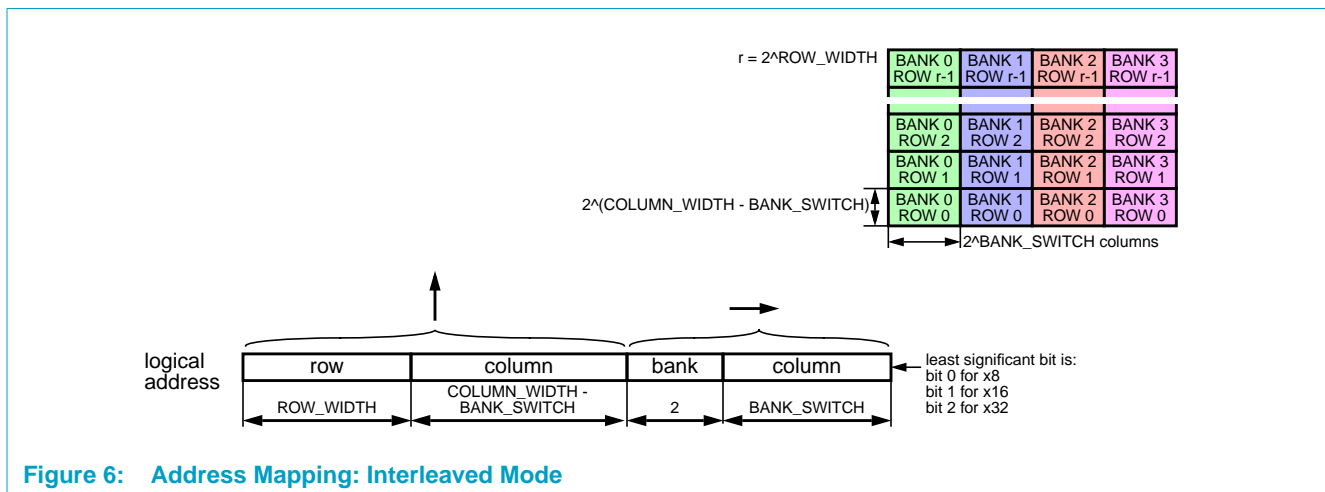 r = 2^ROW_WIDTH
BANK 0 BANK 1 BANK 2 BANK 3
ROW r-1 ROW r-1 ROW r-1 ROW r-1
BANK 0 BANK 1 BANK 2 BANK 3
ROW 2 ROW 2 ROW 2 ROW 2
BANK 0 BANK 1 BANK 2 BANK 3
ROW 1 ROW 1 ROW 1 ROW 1
2^(COLUMN_WIDTH - BANK_SWITCH)
BANK 0 BANK 1 BANK 2 BANK 3
ROW 0 ROW 0 ROW 0 ROW 0
2^BANK_SWITCH columns
logical
address
row column bank column
ROW_WIDTH
COLUMN_WIDTH -
BANK_SWITCH
2
BANK_SWITCH
least significant bit is:
bit 0 for x8
bit 1 for x16
bit 2 for x32
Figure 6: Address Mapping: Interleaved Mode